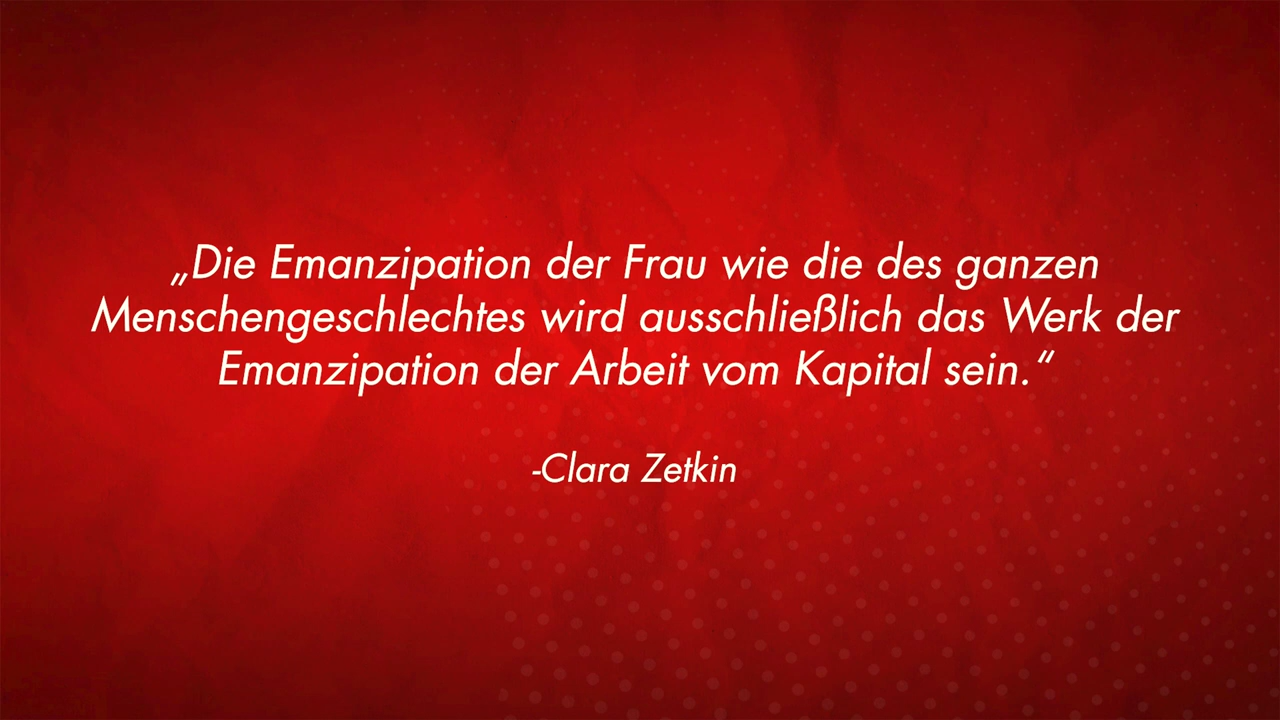 „Die Emanzipation der Frau wie die des ganzen
Menschengeschlechtes wird ausschließlich das Werk der
Emanzipation der Arbeit vom Kapital sein.“
-Clara Zetkin